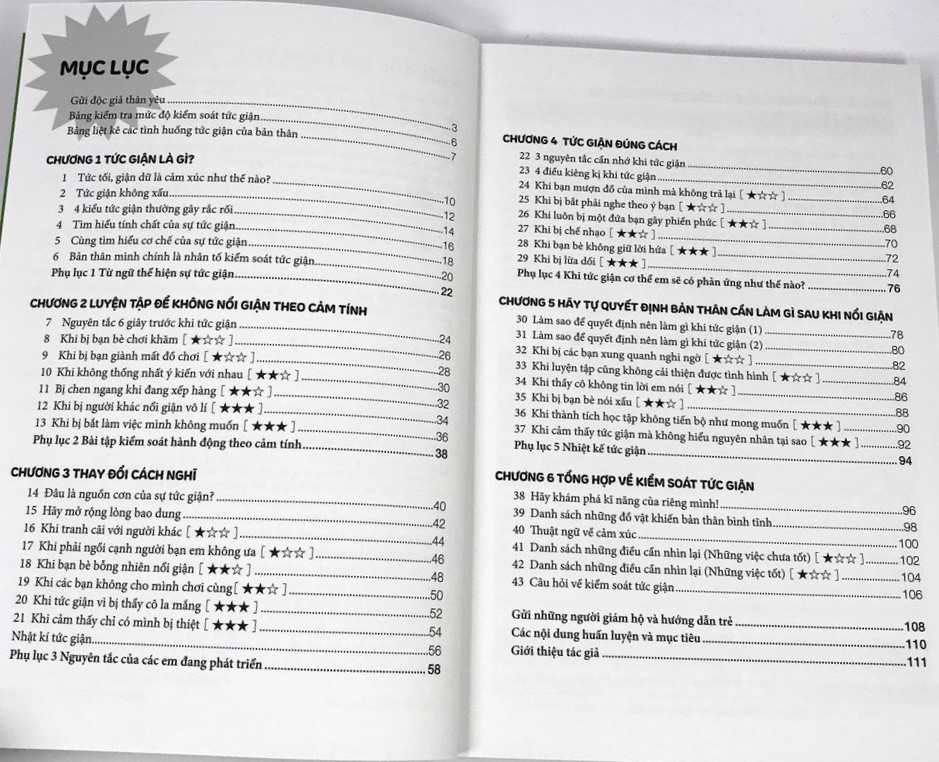 MỤC LỤC
Gửi độc giả thân yêu ..... 3
Bảng kiểm tra mức độ kiểm soát tức giận ..... 6
Bảng liệt kê các tình huống tức giận của bản thân ..... 7
CHƯƠNG 1 TỨC GIẬN LÀ GÌ?
1 Tức tối, giận dữ là cảm xúc như thế nào? ..... 10
2 Tức giận không xấu ..... 12
3 4 kiểu tức giận thường gây rắc rối ..... 14
4 Tìm hiểu tính chất của sự tức giận ..... 16
5 Cùng tìm hiểu cơ chế của sự tức giận ..... 18
6 Bản thân mình chính là nhân tố kiểm soát tức giận ..... 20
Phụ lục 1 Từ ngữ thể hiện sự tức giận ..... 22
CHƯƠNG 2 LUYỆN TẬP ĐỂ KHÔNG NỔI GIẬN THEO CẢM TÍNH
7 Nguyên tắc 6 giây trước khi tức giận ..... 24
8 Khi bị bạn bè chơi khăm [ ★☆☆ ] ..... 26
9 Khi bị bạn giành mất đồ chơi [ ★☆☆ ] ..... 28
10 Khi không thống nhất ý kiến với nhau [ ★★☆ ] ..... 30
11 Bị chen ngang khi đang xếp hàng [ ★★☆ ] ..... 32
12 Khi bị người khác nổi giận vô lí [ ★★★ ] ..... 34
13 Khi bị bắt làm việc mình không muốn [ ★★★ ] ..... 36
Phụ lục 2 Bài tập kiểm soát hành động theo cảm tính ..... 38
CHƯƠNG 3 THAY ĐỔI CÁCH NGHĨ
14 Đâu là nguồn cơn của sự tức giận? ..... 40
15 Hãy mở rộng lòng bao dung ..... 42
16 Khi tranh cãi với người khác [ ★☆☆ ] ..... 44
17 Khi phải ngồi cạnh người bạn em không ưa [ ★☆☆ ] ..... 46
18 Khi bạn bè bỗng nhiên nổi giận [ ★★☆ ] ..... 48
19 Khi các bạn không cho mình chơi cùng[ ★★☆ ] ..... 50
20 Khi tức giận vì bị thầy cô la mắng [ ★★★ ] ..... 52
21 Khi cảm thấy chỉ có mình bị thiệt [ ★★★ ] ..... 54
Nhật kí tức giận ..... 56
Phụ lục 3 Nguyên tắc của các em đang phát triển ..... 58
CHƯƠNG 4 TỨC GIẬN ĐÚNG CÁCH
22 3 nguyên tắc cần nhớ khi tức giận ..... 60
23 4 điều kiêng kị khi tức giận ..... 62
24 Khi bạn mượn đồ của mình mà không trả lại [ ★☆☆ ] ..... 64
25 Khi bị bắt phải nghe theo ý bạn [ ★☆☆ ] ..... 66
26 Khi luôn bị một đứa bạn gây phiền phức [ ★★☆ ] ..... 68
27 Khi bị chế nhạo [ ★★☆ ] ..... 70
28 Khi bạn bè không giữ lời hứa [ ★★★ ] ..... 72
29 Khi bị lừa dối [ ★★★ ] ..... 74
Phụ lục 4 Khi tức giận cơ thể em sẽ có phản ứng như thế nào? ..... 76
CHƯƠNG 5 HÃY TỰ QUYẾT ĐỊNH BẢN THÂN CẦN LÀM GÌ SAU KHI NỔI GIẬN
30 Làm sao để quyết định nên làm gì khi tức giận (1) ..... 78
31 Làm sao để quyết định nên làm gì khi tức giận (2) ..... 80
32 Khi bị các bạn xung quanh nghi ngờ [ ★☆☆ ] ..... 82
33 Khi luyện tập cũng không cải thiện được tình hình [ ★☆☆ ] ..... 84
34 Khi thầy cô không tin lời em nói [ ★★☆ ] ..... 86
35 Khi bị bạn bè nói xấu [ ★★☆ ] ..... 88
36 Khi thành tích học tập không tiến bộ như mong muốn [ ★★★ ] ..... 90
37 Khi cảm thấy tức giận mà không hiểu nguyên nhân tại sao [ ★★★ ] ..... 92
Phụ lục 5 Nhiệt kế tức giận ..... 94
CHƯƠNG 6 TỔNG HỢP VỀ KIỂM SOÁT TỨC GIẬN
38 Hãy khám phá kĩ năng của riêng mình! ..... 96
39 Danh sách những đồ vật khiến bản thân bình tĩnh ..... 98
40 Thuật ngữ về cảm xúc ..... 100
41 Danh sách những điều cần nhìn lại (Những việc chưa tốt) [ ★☆☆ ] ..... 102
42 Danh sách những điều cần nhìn lại (Những việc tốt) [ ★☆☆ ] ..... 104
43 Câu hỏi về kiểm soát tức giận ..... 106
Gửi những người giám hộ và hướng dẫn trẻ ..... 108
Các nội dung huấn luyện và mục tiêu ..... 110
Giới thiệu tác giả ..... 111